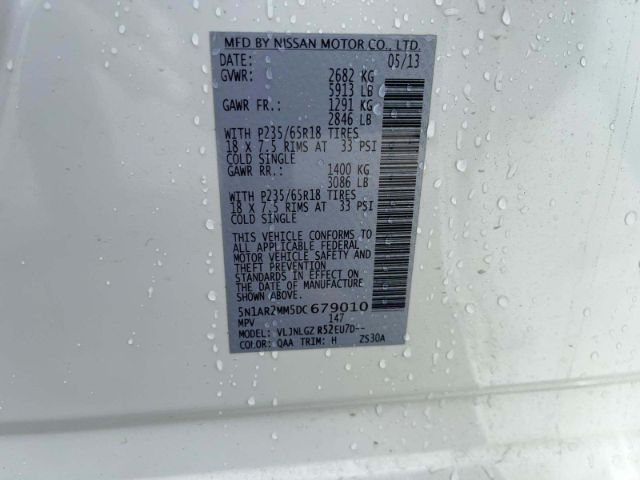 MFD BY NISSAN MOTOR CO., LTD.
DATE: 05/13
GVWR: 2682 KG
5913 LB
GAWR FR.: 1291 KG
2846 LB
WITH P235/65R18 TIRES
18 X 7.5 RIMS AT 33 PSI
COLD SINGLE
GAWR RR.: 1400 KG
3086 LB
WITH P235/65R18 TIRES
18 X 7.5 RIMS AT 33 PSI
COLD SINGLE
THIS VEHICLE CONFORMS TO
ALL APPLICABLE FEDERAL
MOTOR VEHICLE SAFETY AND
THEFT PREVENTION
STANDARDS IN EFFECT ON
THE DATE OF MANUFACTURE
SHOWN ABOVE.
5N1AR2MM5DC679010
MPV 147
MODEL: VLJNLGZ R52EU7D--
COLOR: QAA TRIM: H ZS30A